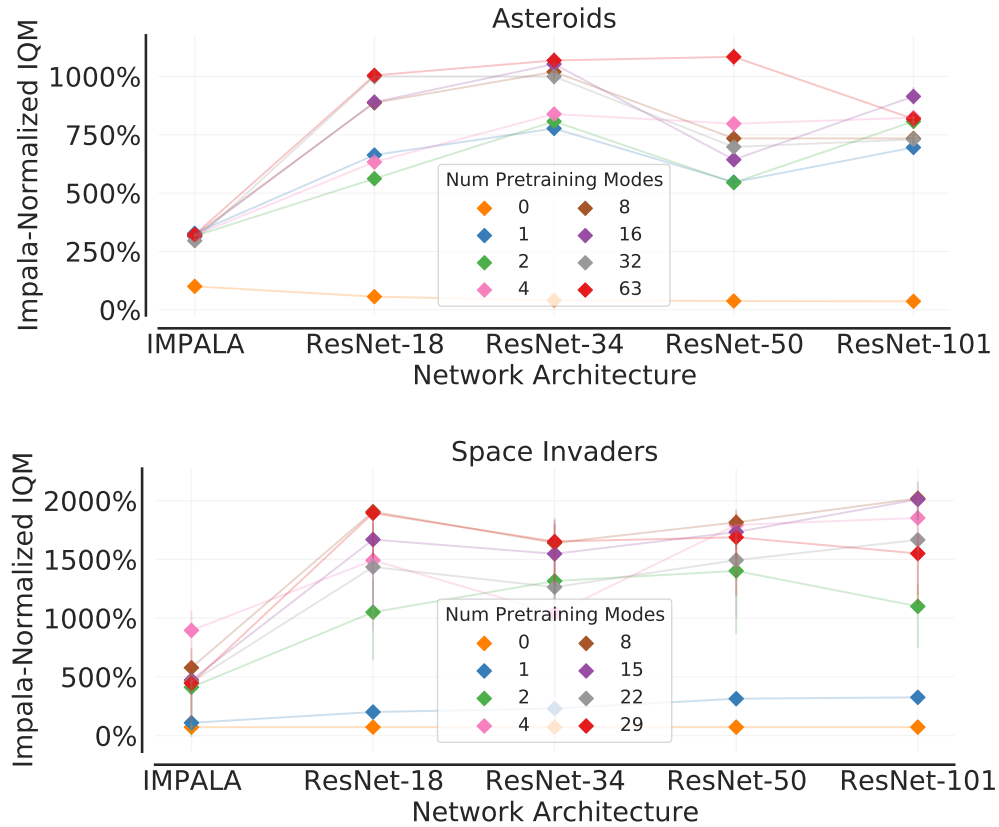 Asteroids
Impala-Normalized IQM
1000%
750%
500%
250%
0%
Num Pretraining Modes
0 8
1 16
2 32
4 63
IMPALA ResNet-18 ResNet-34 ResNet-50 ResNet-101
Network Architecture
Space Invaders
Impala-Normalized IQM
2000%
1500%
1000%
500%
0%
Num Pretraining Modes
0 8
1 15
2 22
4 29
IMPALA ResNet-18 ResNet-34 ResNet-50 ResNet-101
Network Architecture